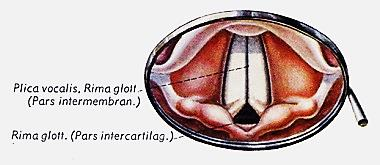 Plica vocalis, Rima glott.
(Pars intermembran.)
Rima glott. (Pars intercartilag.)